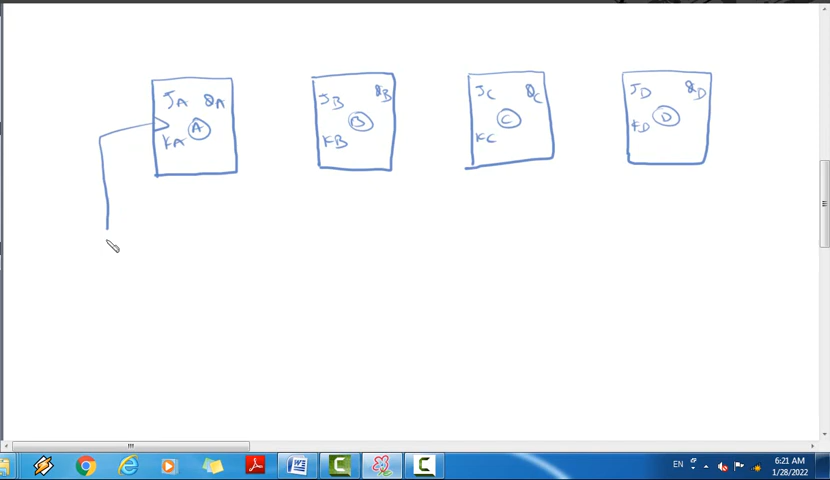 JA QA
KA A
JB QB
KB B
JC QC
KC C
JD QD
KD D
EN
6:21 AM
1/28/2022